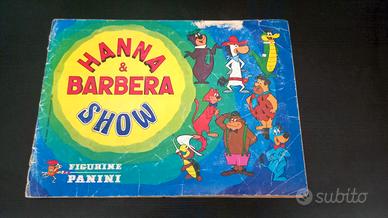 HANNA
&
BARBERA
SHOW
FIGURINE
PANINI
subito